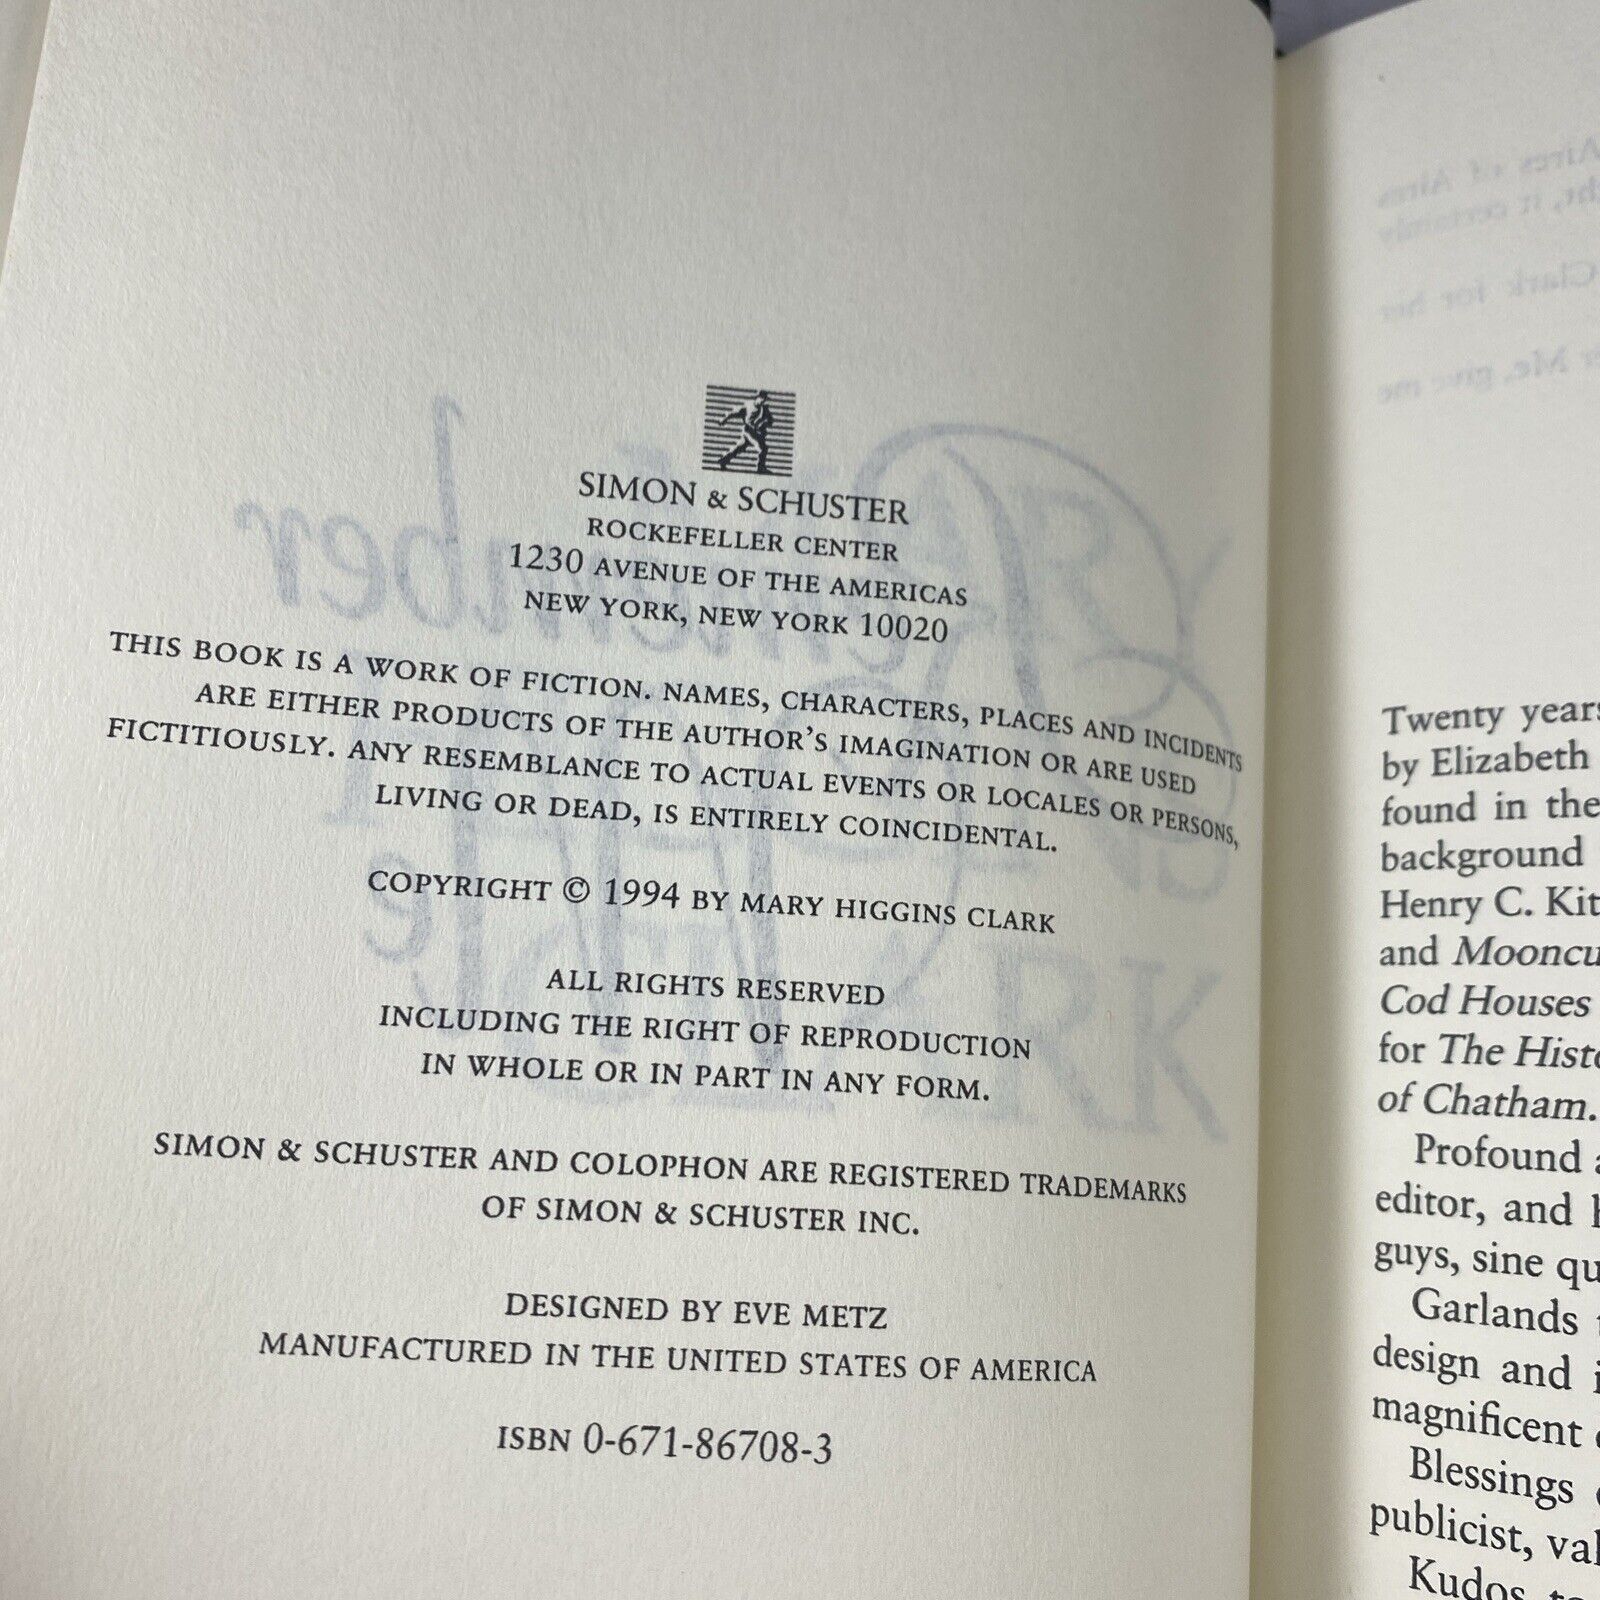 SIMON & SCHUSTER
ROCKEFELLER CENTER
1230 AVENUE OF THE AMERICAS
NEW YORK, NEW YORK 10020
THIS BOOK IS A WORK OF FICTION. NAMES, CHARACTERS, PLACES AND INCIDENTS
ARE EITHER PRODUCTS OF THE AUTHOR'S IMAGINATION OR ARE USED
FICTITIOUSLY. ANY RESEMBLANCE TO ACTUAL EVENTS OR LOCALES OR PERSONS,
LIVING OR DEAD, IS ENTIRELY COINCIDENTAL.
COPYRIGHT © 1994 BY MARY HIGGINS CLARK
ALL RIGHTS RESERVED
INCLUDING THE RIGHT OF REPRODUCTION
IN WHOLE OR IN PART IN ANY FORM.
SIMON & SCHUSTER AND COLOPHON ARE REGISTERED TRADEMARKS
OF SIMON & SCHUSTER INC.
DESIGNED BY EVE METZ
MANUFACTURED IN THE UNITED STATES OF AMERICA
ISBN 0-671-86708-3
Twenty years
by Elizabeth
found in the
background
Henry C. Kit
and Mooncu
Cod Houses
for The Histo
of Chatham.
Profound a
editor, and
guys, sine qu
Garlands
design and
magnificent
Blessings
publicist, val
Kudos to